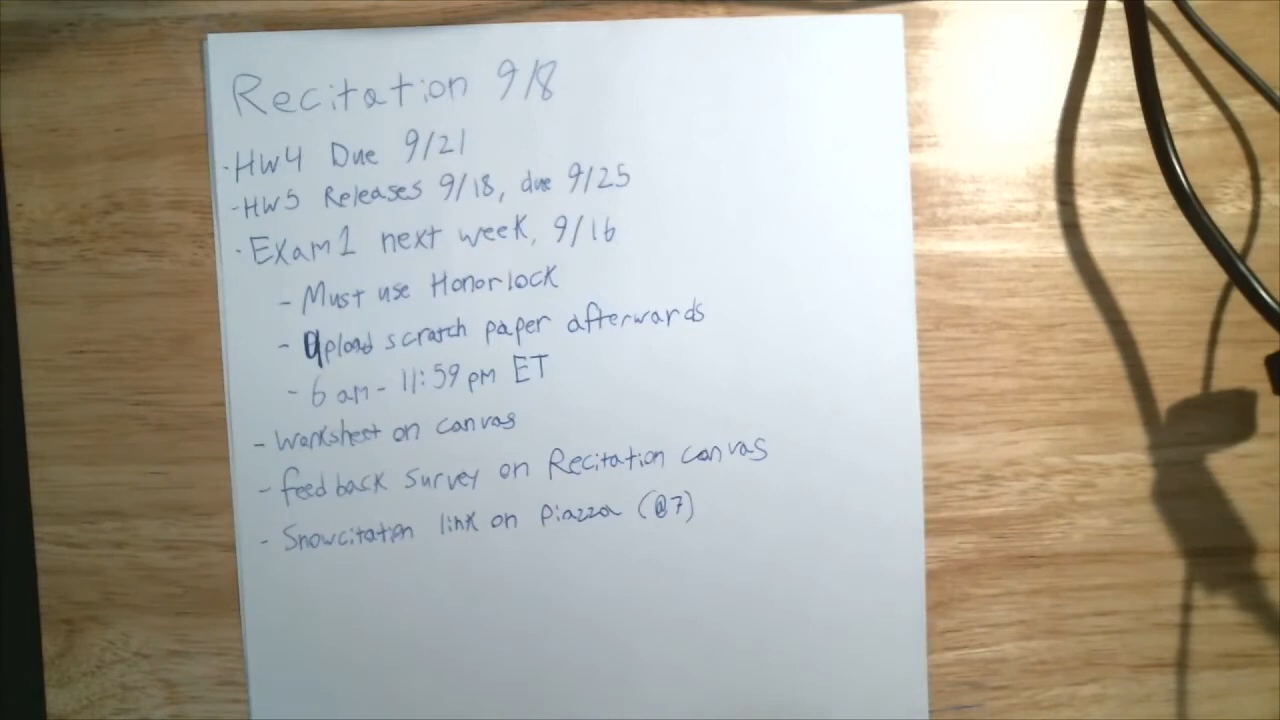 Recitation 9/8
· HW4 Due 9/21
- HW5 Releases 9/18, due 9/25
· Exam 1 next week, 9/16
- Must use Honorlock
- Upload scratch paper afterwards
- 6 am - 11:59 pm ET
- Worksheet on canvas
- feedback survey on Recitation canvas
- Snowcitation link on piazza (@7)